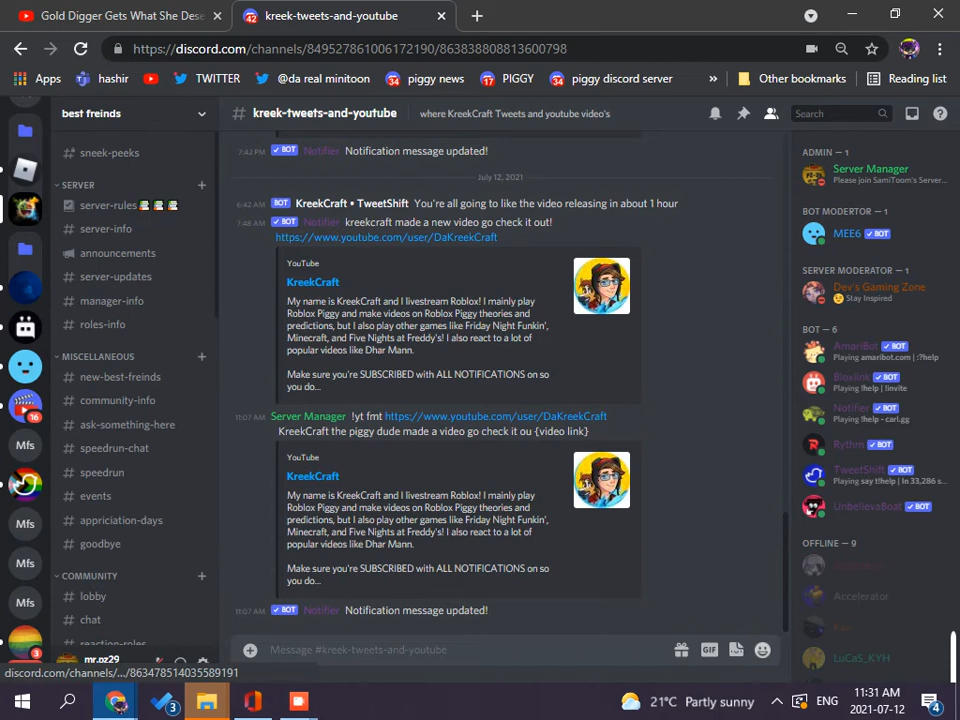 Gold Digger Gets What She Dese
42
kreek-tweets-and-youtube
https://discord.com/channels/849527861006172190/863838808813600798
Apps
hashir
TWITTER
@da real minitoon
34
piggy news
17
PIGGY
34
piggy discord server
»
Other bookmarks
Reading list
best freinds
# kreek-tweets-and-youtube
where KreekCraft Tweets and youtube video's
Search
sneek-peeks
SERVER
server-rules
server-info
announcements
server-updates
manager-info
roles-info
MISCELLANEOUS
new-best-freinds
community-info
ask-something-here
speedrun-chat
speedrun
events
appriciation-days
goodbye
COMMUNITY
lobby
chat
reaction-roles
mr.pz29
16
Mfs
Mfs
Mfs
Mfs
3
7:42 PM BOT Notifier Notification message updated!
July 12, 2021
6:42 AM BOT KreekCraft • TweetShift You're all going to like the video releasing in about 1 hour
7:48 AM BOT Notifier kreekcraft made a new video go check it out!
https://www.youtube.com/user/DaKreekCraft
YouTube
KreekCraft
My name is KreekCraft and I livestream Roblox! I mainly play
Roblox Piggy and make videos on Roblox Piggy theories and
predictions, but I also play other games like Friday Night Funkin',
Minecraft, and Five Nights at Freddy's! I also react to a lot of
popular videos like Dhar Mann.
Make sure you're SUBSCRIBED with ALL NOTIFICATIONS on so
you do...
11:07 AM Server Manager !yt fmt https://www.youtube.com/user/DaKreekCraft
KreekCraft the piggy dude made a video go check it ou {video link}
YouTube
KreekCraft
My name is KreekCraft and I livestream Roblox! I mainly play
Roblox Piggy and make videos on Roblox Piggy theories and
predictions, but I also play other games like Friday Night Funkin',
Minecraft, and Five Nights at Freddy's! I also react to a lot of
popular videos like Dhar Mann.
Make sure you're SUBSCRIBED with ALL NOTIFICATIONS on so
you do...
11:07 AM BOT Notifier Notification message updated!
Message #kreek-tweets-and-youtube
GIF
ADMIN — 1
Server Manager
Please join SamiToom's Server...
BOT MODERTOR — 1
MEE6 BOT
SERVER MODERATOR — 1
Dev's Gaming Zone
Stay Inspired
BOT — 6
AmariBot BOT
Playing amaribot.com | :?help
Bloxlink BOT
Playing !help | !invite
Notifier BOT
Playing !help - carl.gg
Rythm BOT
TweetShift BOT
Playing say t!help | In 33,286 s...
UnbelievaBoat BOT
OFFLINE — 9
Accelerator
LuCaS_KYH
discord.com/channels/.../863478514035589191
3
21°C Partly sunny
ENG
11:31 AM
2021-07-12
4